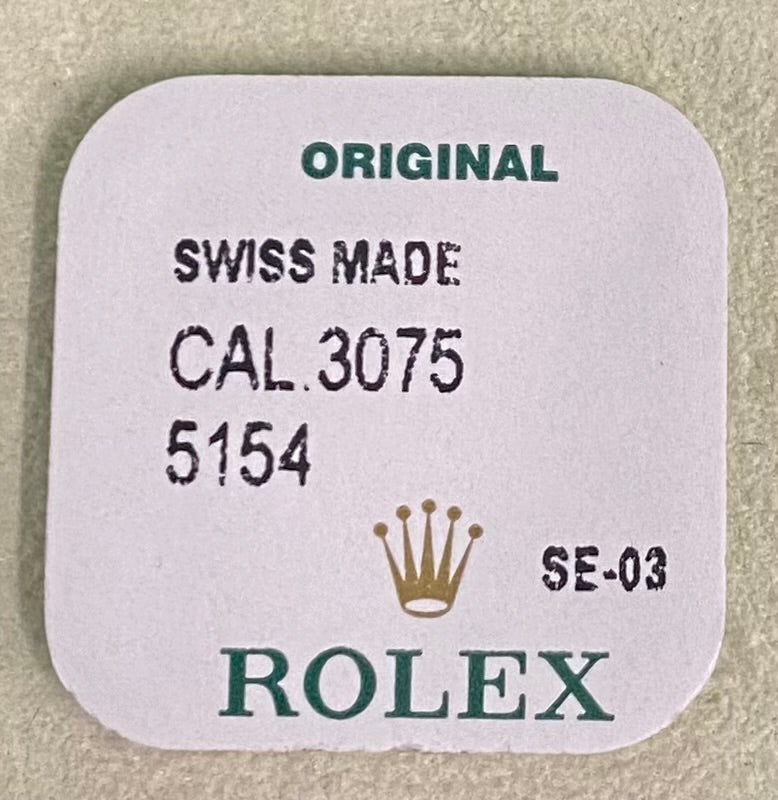 ORIGINAL
SWISS MADE
CAL.3075
5154
SE-03
ROLEX